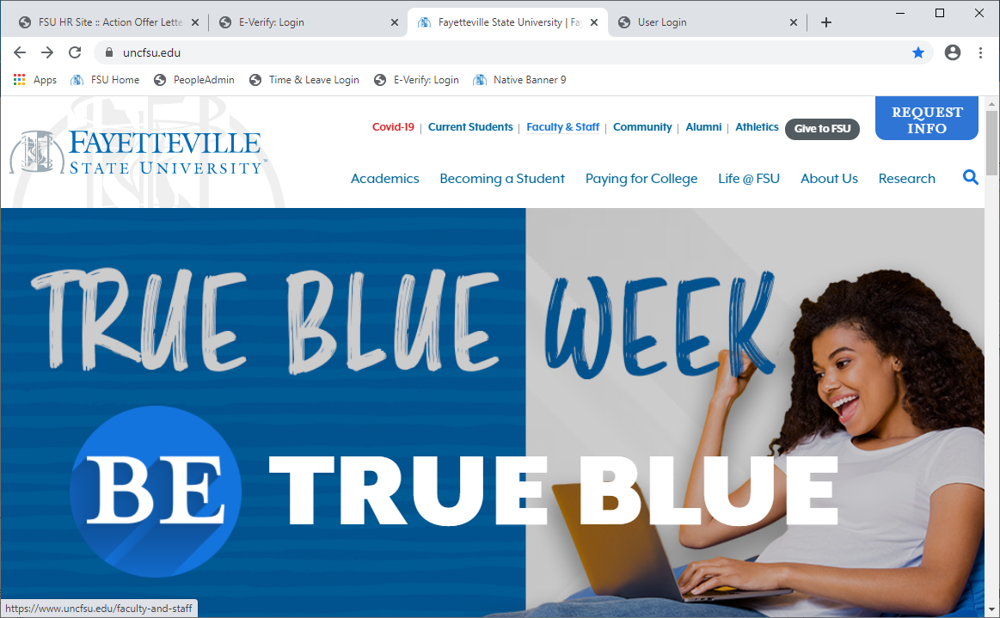 FSU HR Site :: Action Offer Lette
E-Verify: Login
Fayetteville State University | Fa
User Login
uncfsu.edu
Apps
FSU Home
PeopleAdmin
Time & Leave Login
E-Verify: Login
Native Banner 9
FAYETTEVILLE
STATE UNIVERSITY
Covid-19 | Current Students | Faculty & Staff | Community | Alumni | Athletics
Give to FSU
REQUEST
INFO
Academics
Becoming a Student
Paying for College
Life @ FSU
About Us
Research
TRUE BLUE WEEK
BE TRUE BLUE
https://www.uncfsu.edu/faculty-and-staff